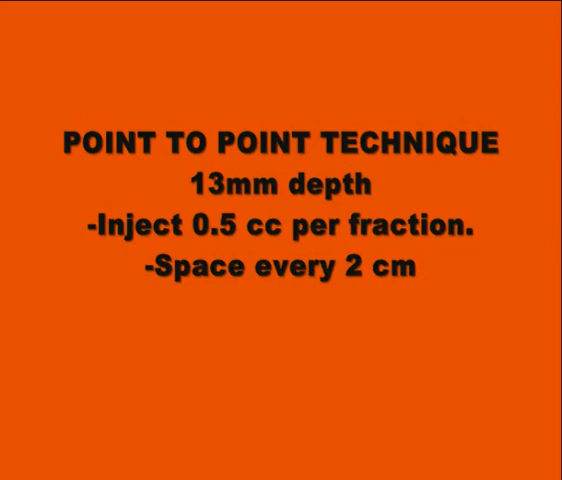 POINT TO POINT TECHNIQUE
13mm depth
-Inject 0.5 cc per fraction.
-Space every 2 cm